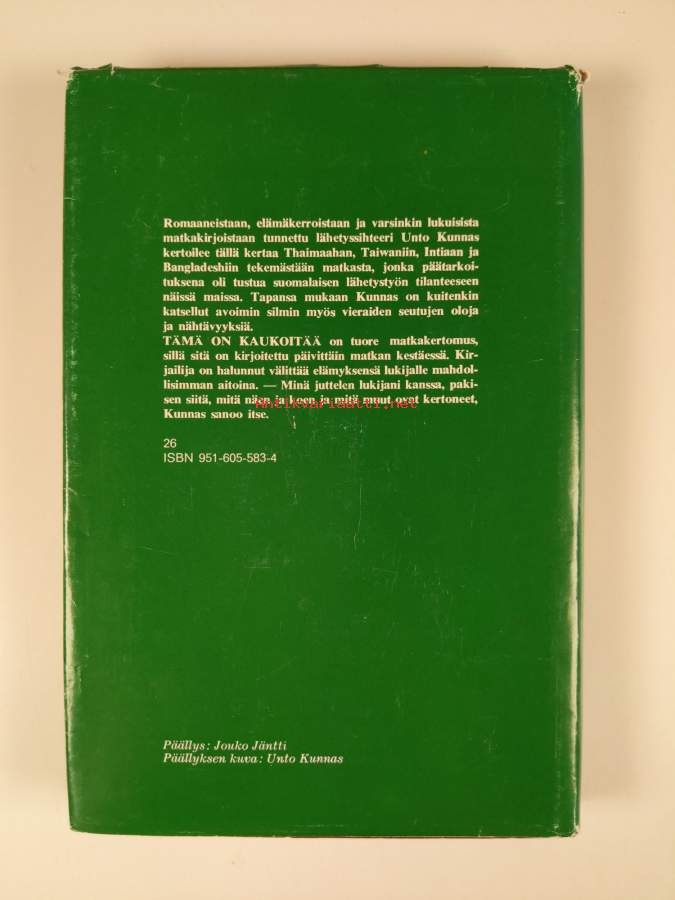 Romaaneistaan, elämäkerroistaan ja varsinkin lukuisista
matkakirjoistaan tunnettu lähetyssihteeri Unto Kunnas
kertoilee tällä kertaa Thaimaahan, Taiwaniin, Intiaan ja
Bangladeshiin tekemästään matkasta, jonka päätarkoi-
tuksena oli tustua suomalaisen lähetystyön tilanteeseen
näissä maissa. Tapansa mukaan Kunnas on kuitenkin
katsellut avoimin silmin myös vieraiden seutujen oloja
ja nähtävyyksiä.
TÄMÄ ON KAUKOITÄÄ on tuore matkakertomus,
sillä sitä on kirjoitettu päivittäin matkan kestäessä. Kir-
jailija on halunnut välittää elämyksensä lukijalle mahdol-
lisimman aitoina. — Minä juttelen lukijani kanssa, paki-
sen siitä, mitä näen ja koen ja mitä muut ovat kertoneet,
Antikvariaatti.net
Kunnas sanoo itse.
26
ISBN 951-605-583-4
Päällys: Jouko Jäntti
Päällyksen kuva: Unto Kunnas